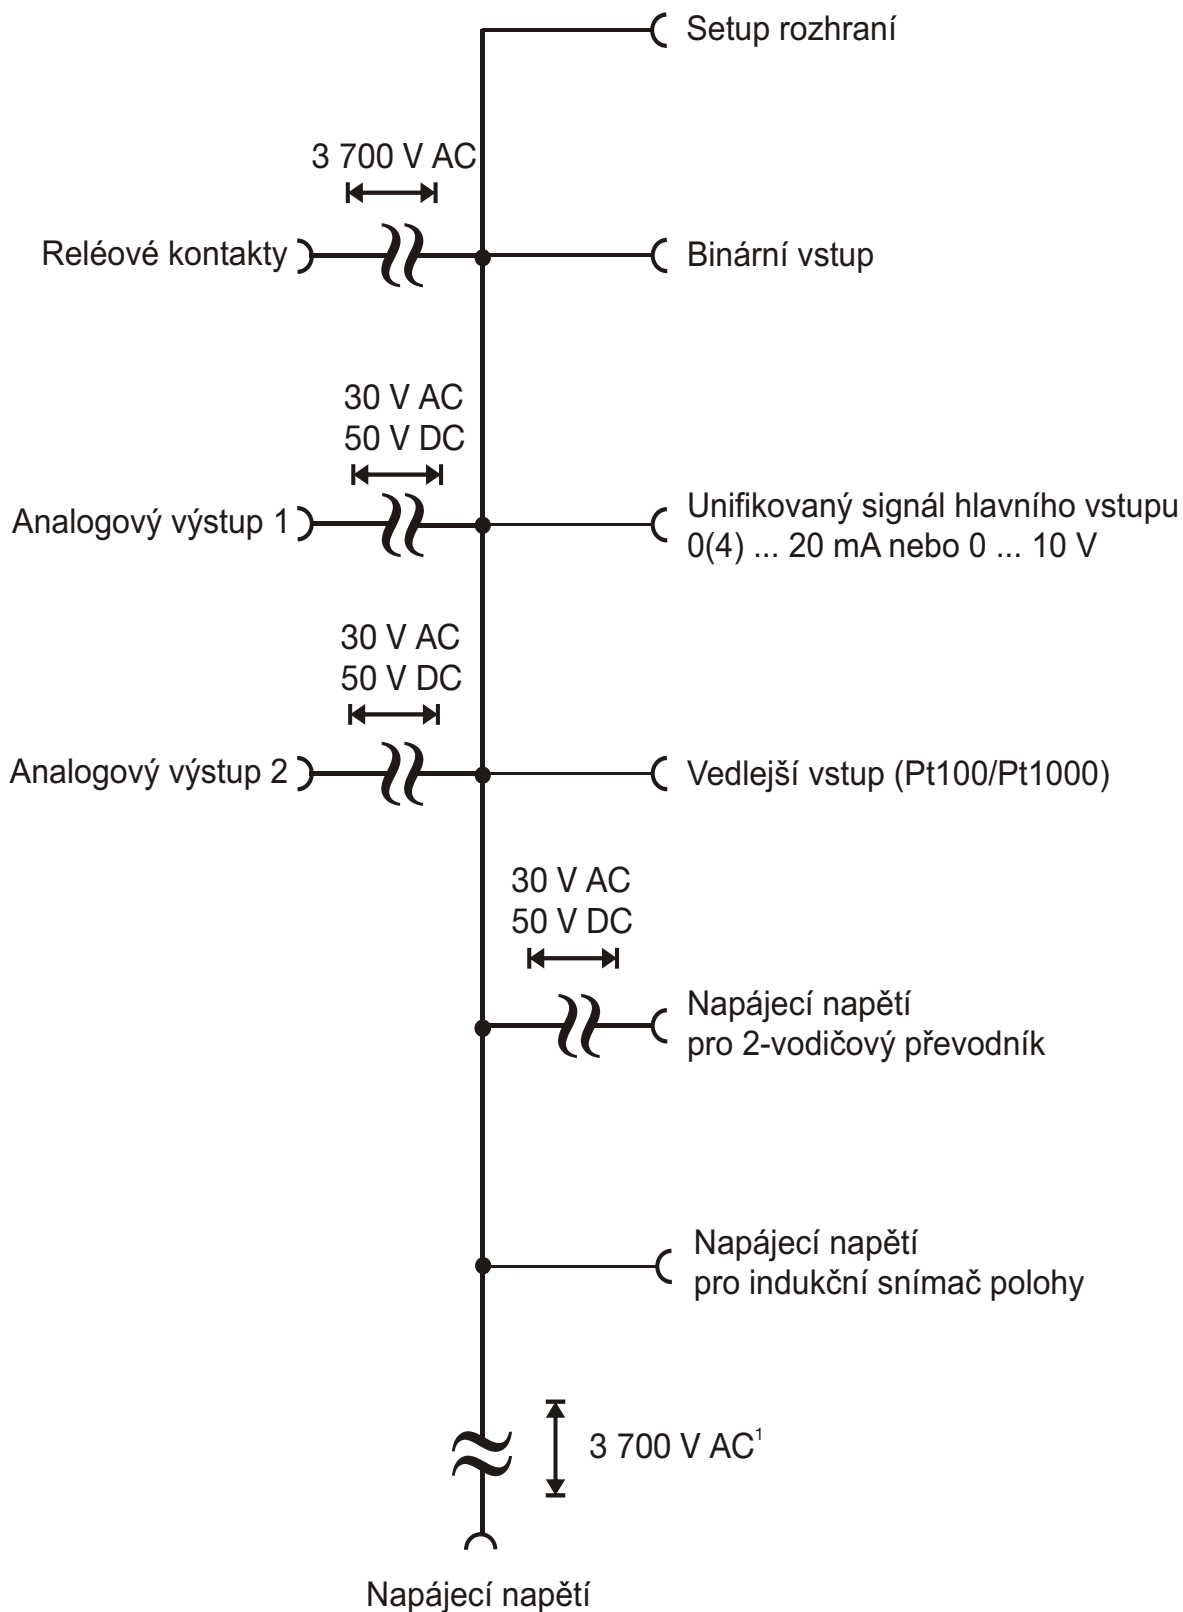 Setup rozhraní
3 700 V AC
Reléové kontakty
Binární vstup
30 V AC
50 V DC
Analogový výstup 1
Unifikovaný signál hlavního vstupu
0(4) ... 20 mA nebo 0 ... 10 V
30 V AC
50 V DC
Analogový výstup 2
Vedlejší vstup (Pt100/Pt1000)
30 V AC
50 V DC
Napájecí napětí
pro 2-vodičový převodník
Napájecí napětí
pro indukční snímač polohy
3 700 V AC¹
Napájecí napětí